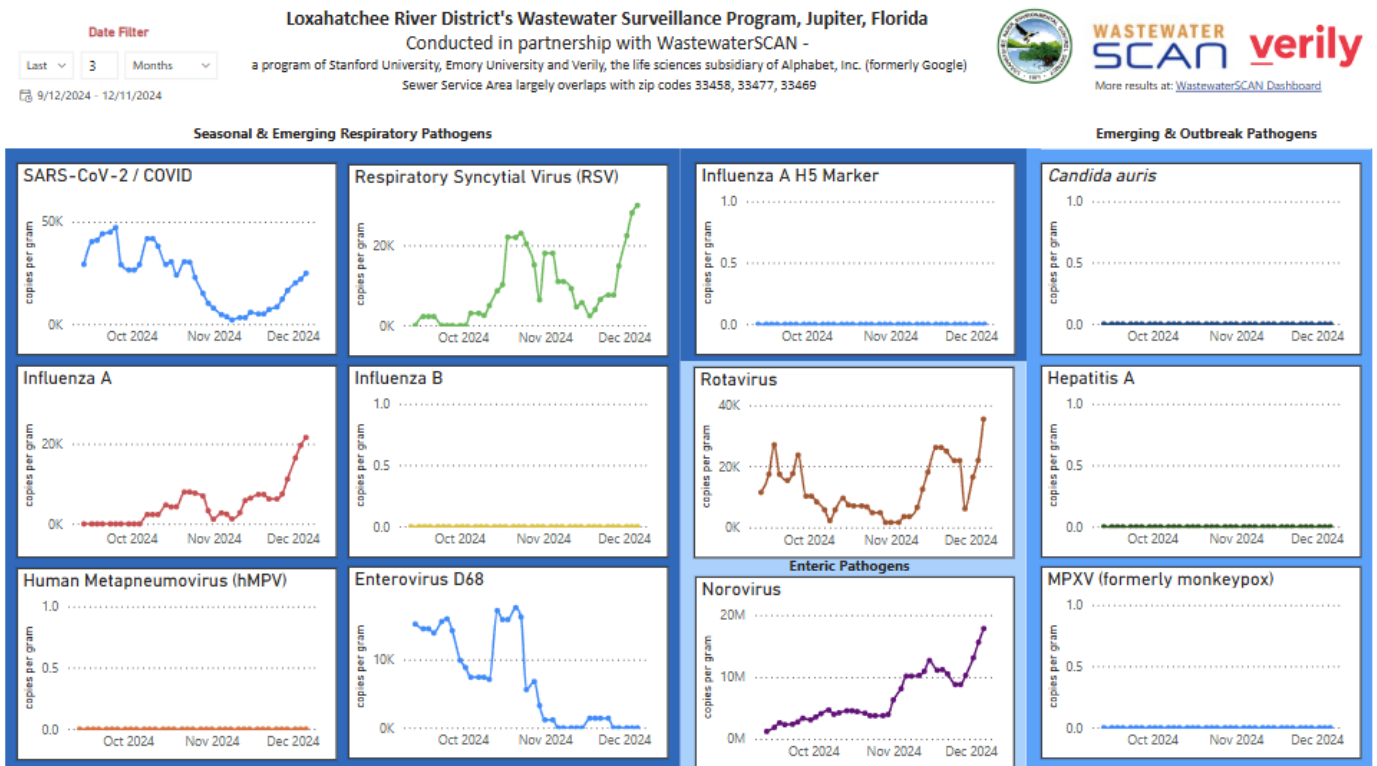 Date Filter
Last 3 Months
9/12/2024 - 12/11/2024
Loxahatchee River District's Wastewater Surveillance Program, Jupiter, Florida
Conducted in partnership with WastewaterSCAN -
a program of Stanford University, Emory University and Verily, the life sciences subsidiary of Alphabet, Inc. (formerly Google)
Sewer Service Area largely overlaps with zip codes 33458, 33477, 33469
WASTEWATER
SCAN
verily
More results at: WastewaterSCAN Dashboard
Seasonal & Emerging Respiratory Pathogens
Emerging & Outbreak Pathogens
SARS-CoV-2 / COVID
copies per gram
50K
0K
Oct 2024 Nov 2024 Dec 2024
Respiratory Syncytial Virus (RSV)
copies per gram
20K
0K
Oct 2024 Nov 2024 Dec 2024
Influenza A H5 Marker
copies per gram
1.0
0.5
0.0
Oct 2024 Nov 2024 Dec 2024
Candida auris
copies per gram
1.0
0.5
0.0
Oct 2024 Nov 2024 Dec 2024
Influenza A
copies per gram
20K
0K
Oct 2024 Nov 2024 Dec 2024
Influenza B
copies per gram
1.0
0.5
0.0
Oct 2024 Nov 2024 Dec 2024
Rotavirus
copies per gram
40K
20K
0K
Oct 2024 Nov 2024 Dec 2024
Hepatitis A
copies per gram
1.0
0.5
0.0
Oct 2024 Nov 2024 Dec 2024
Human Metapneumovirus (hMPV)
copies per gram
1.0
0.5
0.0
Oct 2024 Nov 2024 Dec 2024
Enterovirus D68
copies per gram
10K
0K
Oct 2024 Nov 2024 Dec 2024
Enteric Pathogens
Norovirus
copies per gram
20M
10M
0M
Oct 2024 Nov 2024 Dec 2024
MPXV (formerly monkeypox)
copies per gram
1.0
0.5
0.0
Oct 2024 Nov 2024 Dec 2024